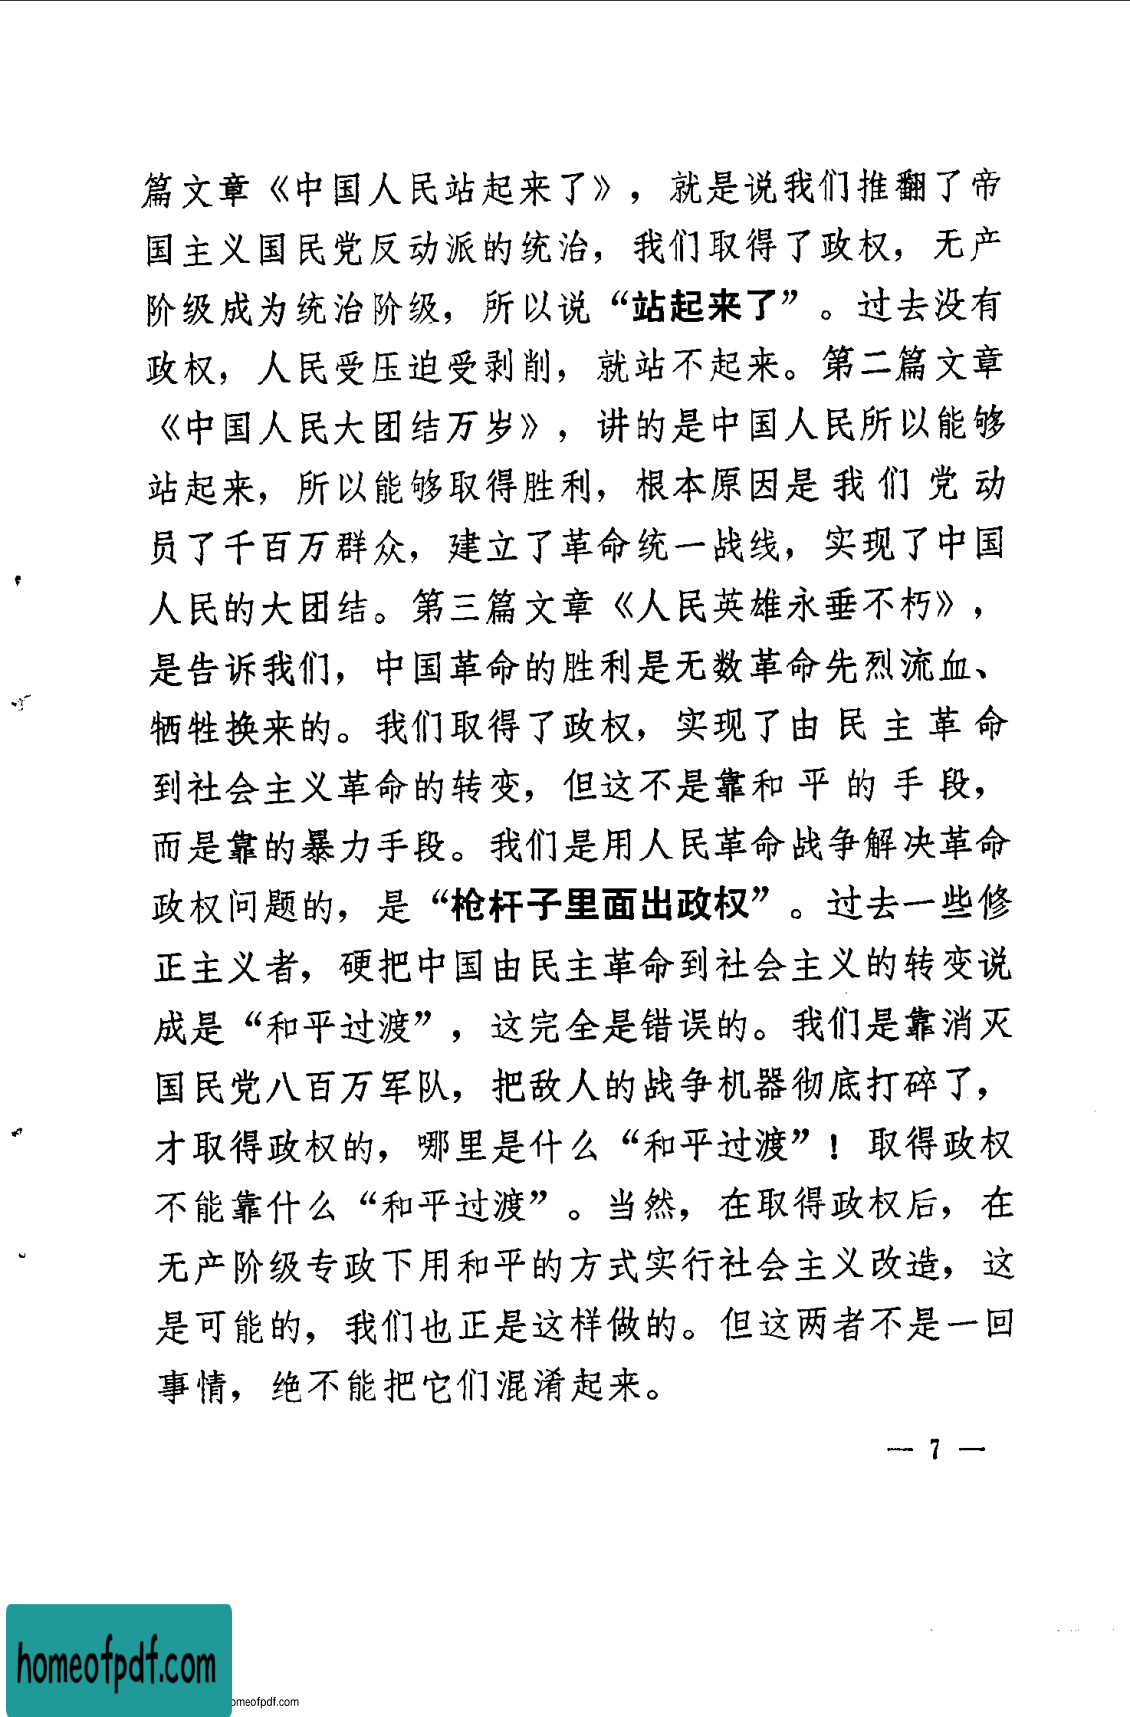 篇文章《中国人民站起来了》，就是说我们推翻了帝
国主义国民党反动派的统治，我们取得了政权，无产
阶级成为统治阶级，所以说“站起来了”。过去没有
政权，人民受压迫受剥削，就站不起来。第二篇文章
《中国人民大团结万岁》，讲的是中国人民所以能够
站起来，所以能够取得胜利，根本原因是我们党动
员了千百万群众，建立了革命统一战线，实现了中国
人民的大团结。第三篇文章《人民英雄永垂不朽》，
是告诉我们，中国革命的胜利是无数革命先烈流血、
牺牲换来的。我们取得了政权，实现了由民主革命
到社会主义革命的转变，但这不是靠和平的手段，
而是靠的暴力手段。我们是用人民革命战争解决革命
政权问题的，是“枪杆子里面出政权”。过去一些修
正主义者，硬把中国由民主革命到社会主义的转变说
成是“和平过渡”，这完全是错误的。我们是靠消灭
国民党八百万军队，把敌人的战争机器彻底打碎了，
才取得政权的，哪里是什么“和平过渡”！取得政权
不能靠什么“和平过渡”。当然，在取得政权后，在
无产阶级专政下用和平的方式实行社会主义改造，这
是可能的，我们也正是这样做的。但这两者不是一回
事情，绝不能把它们混淆起来。
— 7 —
homeofpdf.com
omeofpdf.com